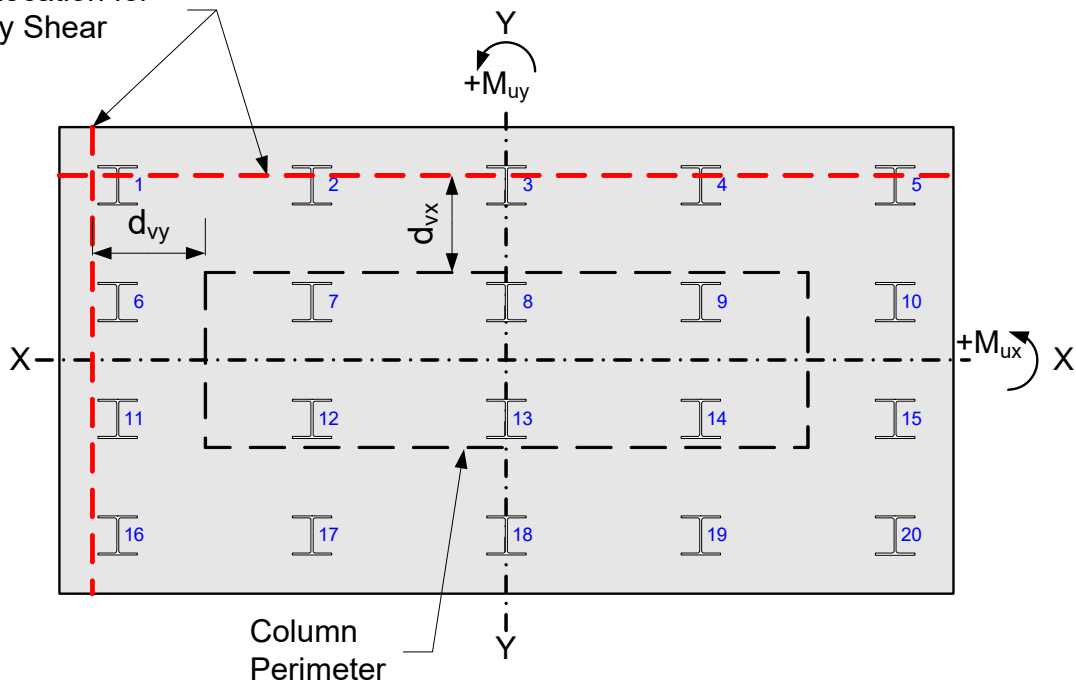 y Shear
Y
+Muy
1 2 3 4 5
dvy
dvx
6 7 8 9 10
X
+Mux
X
11 12 13 14 15
16 17 18 19 20
Column
Perimeter
Y